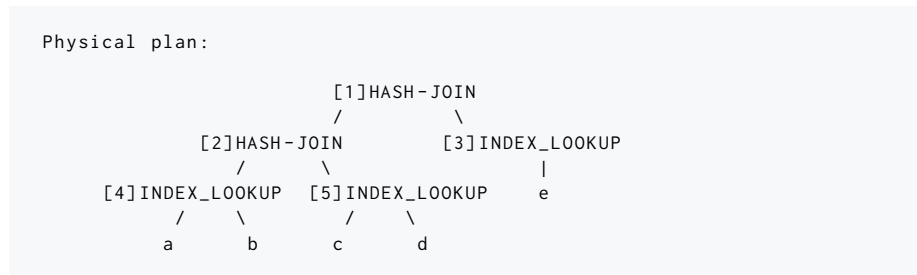 Physical plan:
[1]HASH-JOIN
/ \
[2]HASH-JOIN [3]INDEX_LOOKUP
/ \ |
[4]INDEX_LOOKUP [5]INDEX_LOOKUP e
/ \ / \
a b c d